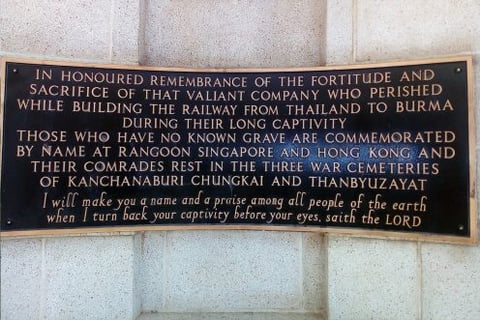 IN HONOURED REMEMBRANCE OF THE FORTITUDE AND
SACRIFICE OF THAT VALIANT COMPANY WHO PERISHED
WHILE BUILDING THE RAILWAY FROM THAILAND TO BURMA
DURING THEIR LONG CAPTIVITY
THOSE WHO HAVE NO KNOWN GRAVE ARE COMMEMORATED
BY NAME AT RANGOON SINGAPORE AND HONG KONG AND
THEIR COMRADES REST IN THE THREE WAR CEMETERIES
OF KANCHANABURI CHUNGKAI AND THANBYUZAYAT
I will make you a name and a praise among all people of the earth
when I turn back your captivity before your eyes, saith the LORD